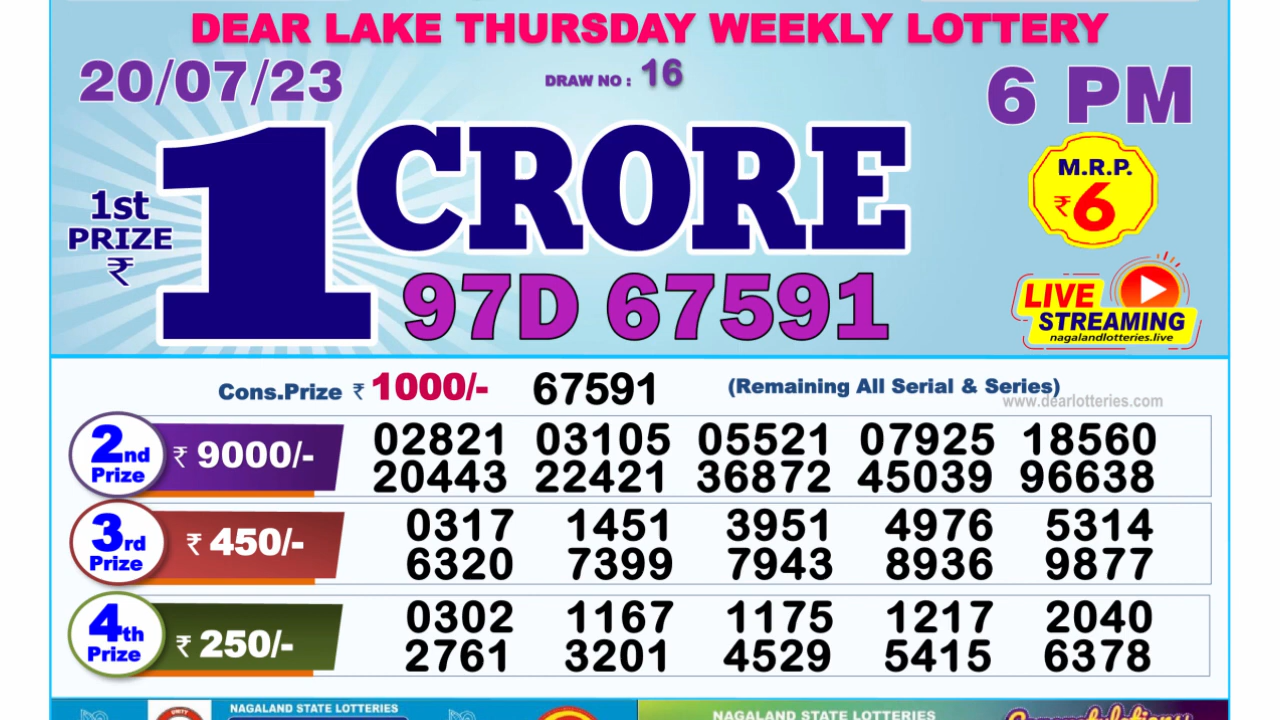 DEAR LAKE THURSDAY WEEKLY LOTTERY
20/07/23
DRAW NO : 16
6 PM
M.R.P.
₹6
1st
PRIZE
₹
1 CRORE
97D 67591
LIVE
STREAMING
nagalandlotteries.live
Cons.Prize ₹ 1000/- 67591 (Remaining All Serial & Series)
www.dearlotteries.com
2nd
Prize
₹ 9000/-
02821 03105 05521 07925 18560
20443 22421 36872 45039 96638
3rd
Prize
₹ 450/-
0317 1451 3951 4976 5314
6320 7399 7943 8936 9877
4th
Prize
₹ 250/-
0302 1167 1175 1217 2040
2761 3201 4529 5415 6378
NAGALAND STATE LOTTERIES
NAGALAND STATE LOTTERIES
Congratulations